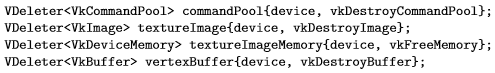 VDeleter<VkCommandPool> commandPool{device, vkDestroyCommandPool};
VDeleter<VkImage> textureImage{device, vkDestroyImage};
VDeleter<VkDeviceMemory> textureImageMemory{device, vkFreeMemory};
VDeleter<VkBuffer> vertexBuffer{device, vkDestroyBuffer};